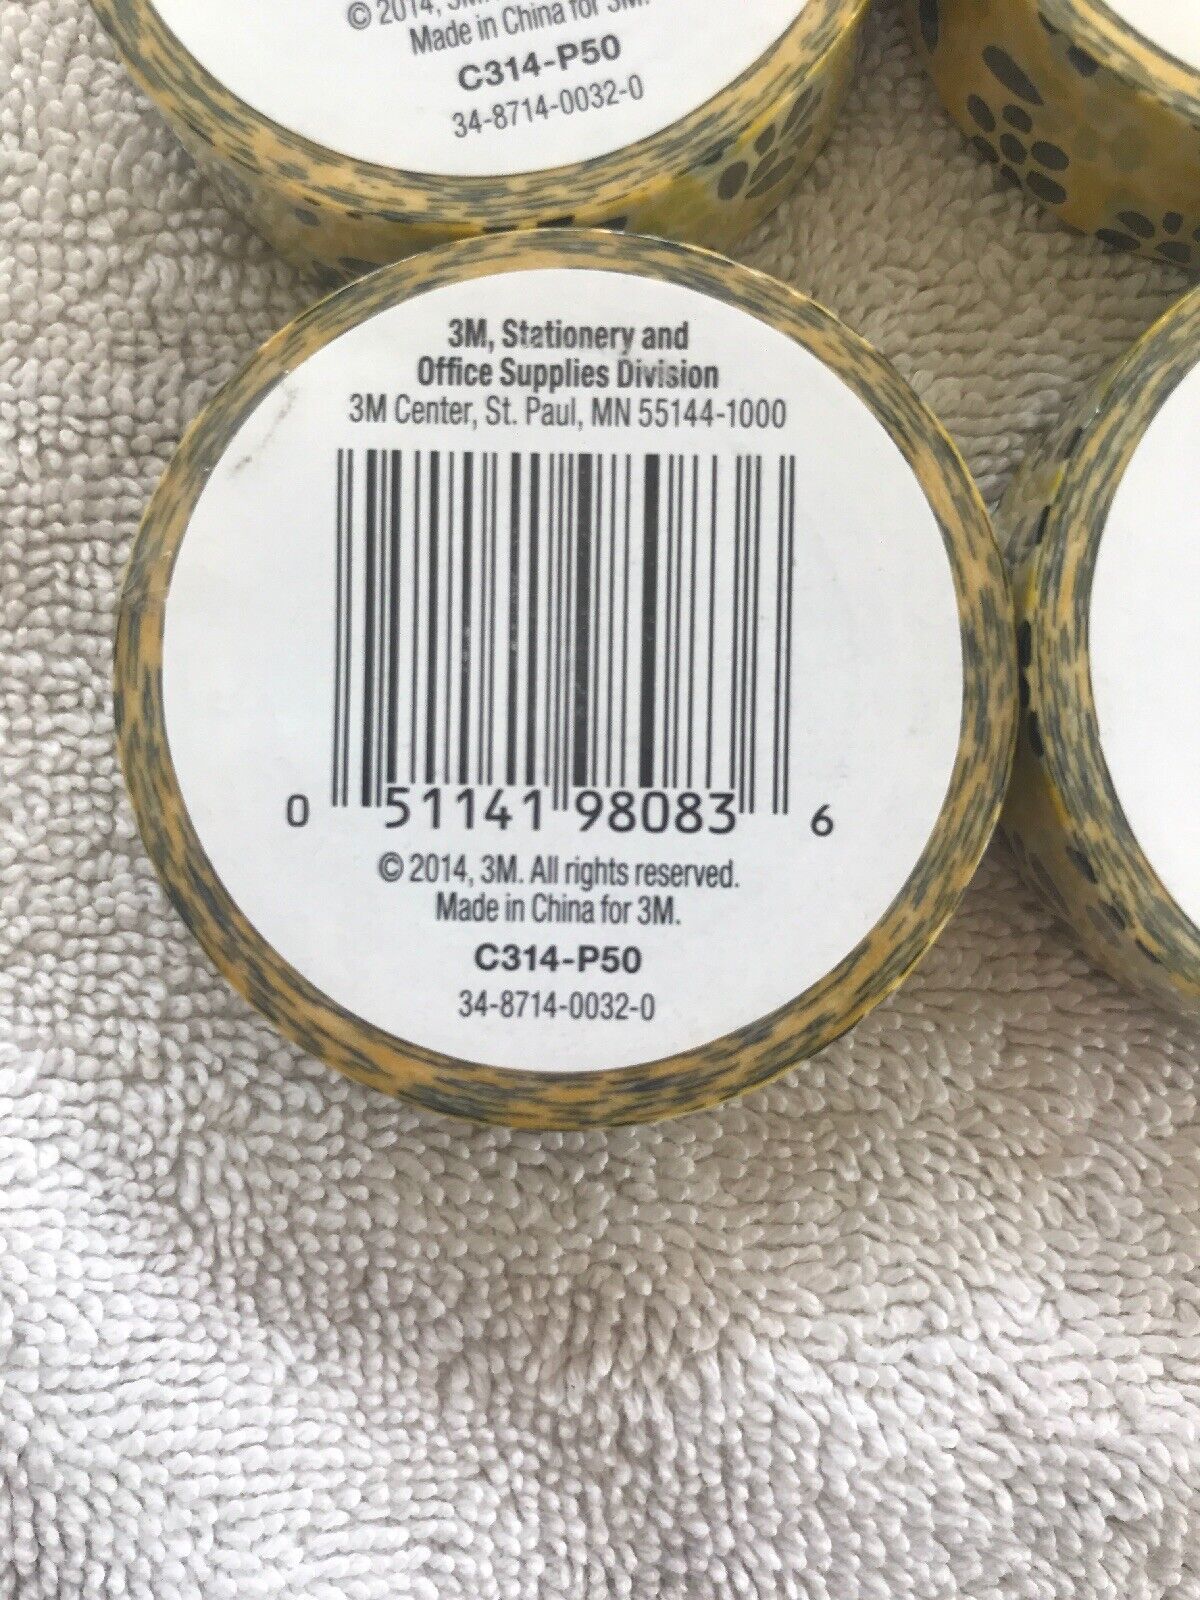 © 2014, 3M.
Made in China for 3M.
C314-P50
34-8714-0032-0
3M, Stationery and
Office Supplies Division
3M Center, St. Paul, MN 55144-1000
0 51141 98083 6
© 2014, 3M. All rights reserved.
Made in China for 3M.
C314-P50
34-8714-0032-0